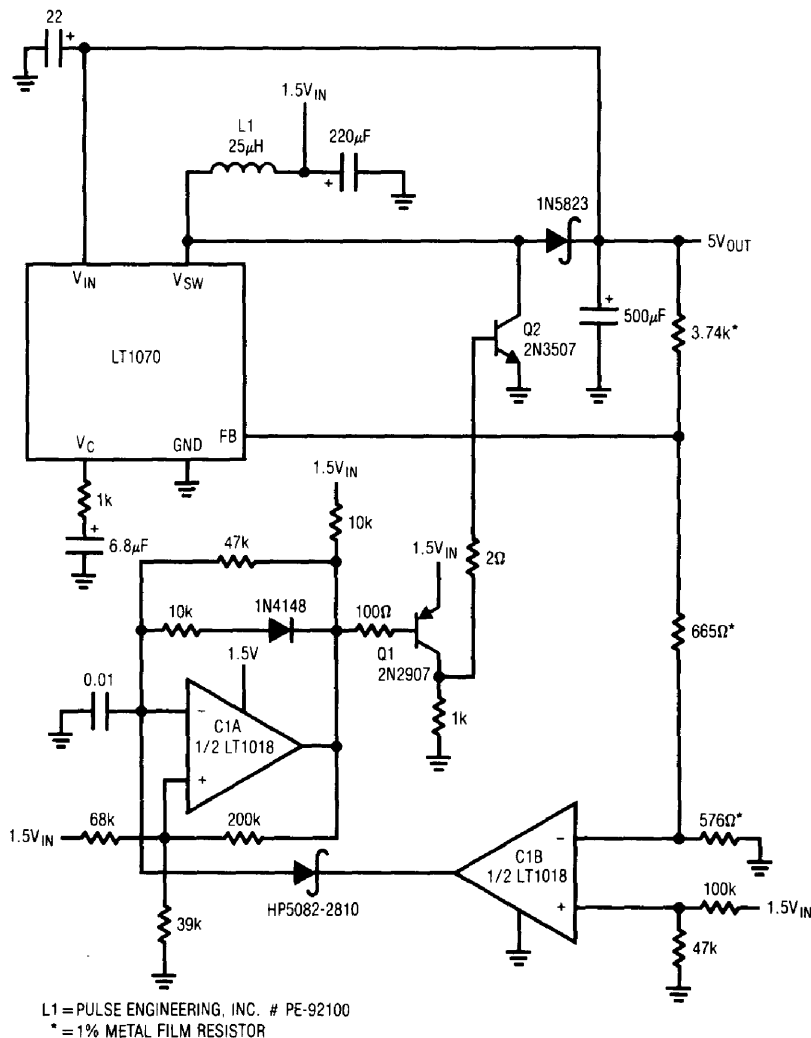 22
+
1.5VIN
L1
25µH
220µF
+
1N5823
5VOUT
VIN
VSW
+
500µF
3.74k*
Q2
2N3507
LT1070
FB
VC
GND
1k
+
6.8µF
1.5VIN
10k
47k
1.5VIN
2Ω
10k
1N4148
100Ω
665Ω*
Q1
2N2907
1.5V
0.01
−
C1A
1/2 LT1018
+
1k
68k
200k
1.5VIN
576Ω*
−
C1B
1/2 LT1018
+
100k
1.5VIN
HP5082-2810
39k
47k
L1 = PULSE ENGINEERING, INC. # PE-92100
* = 1% METAL FILM RESISTOR